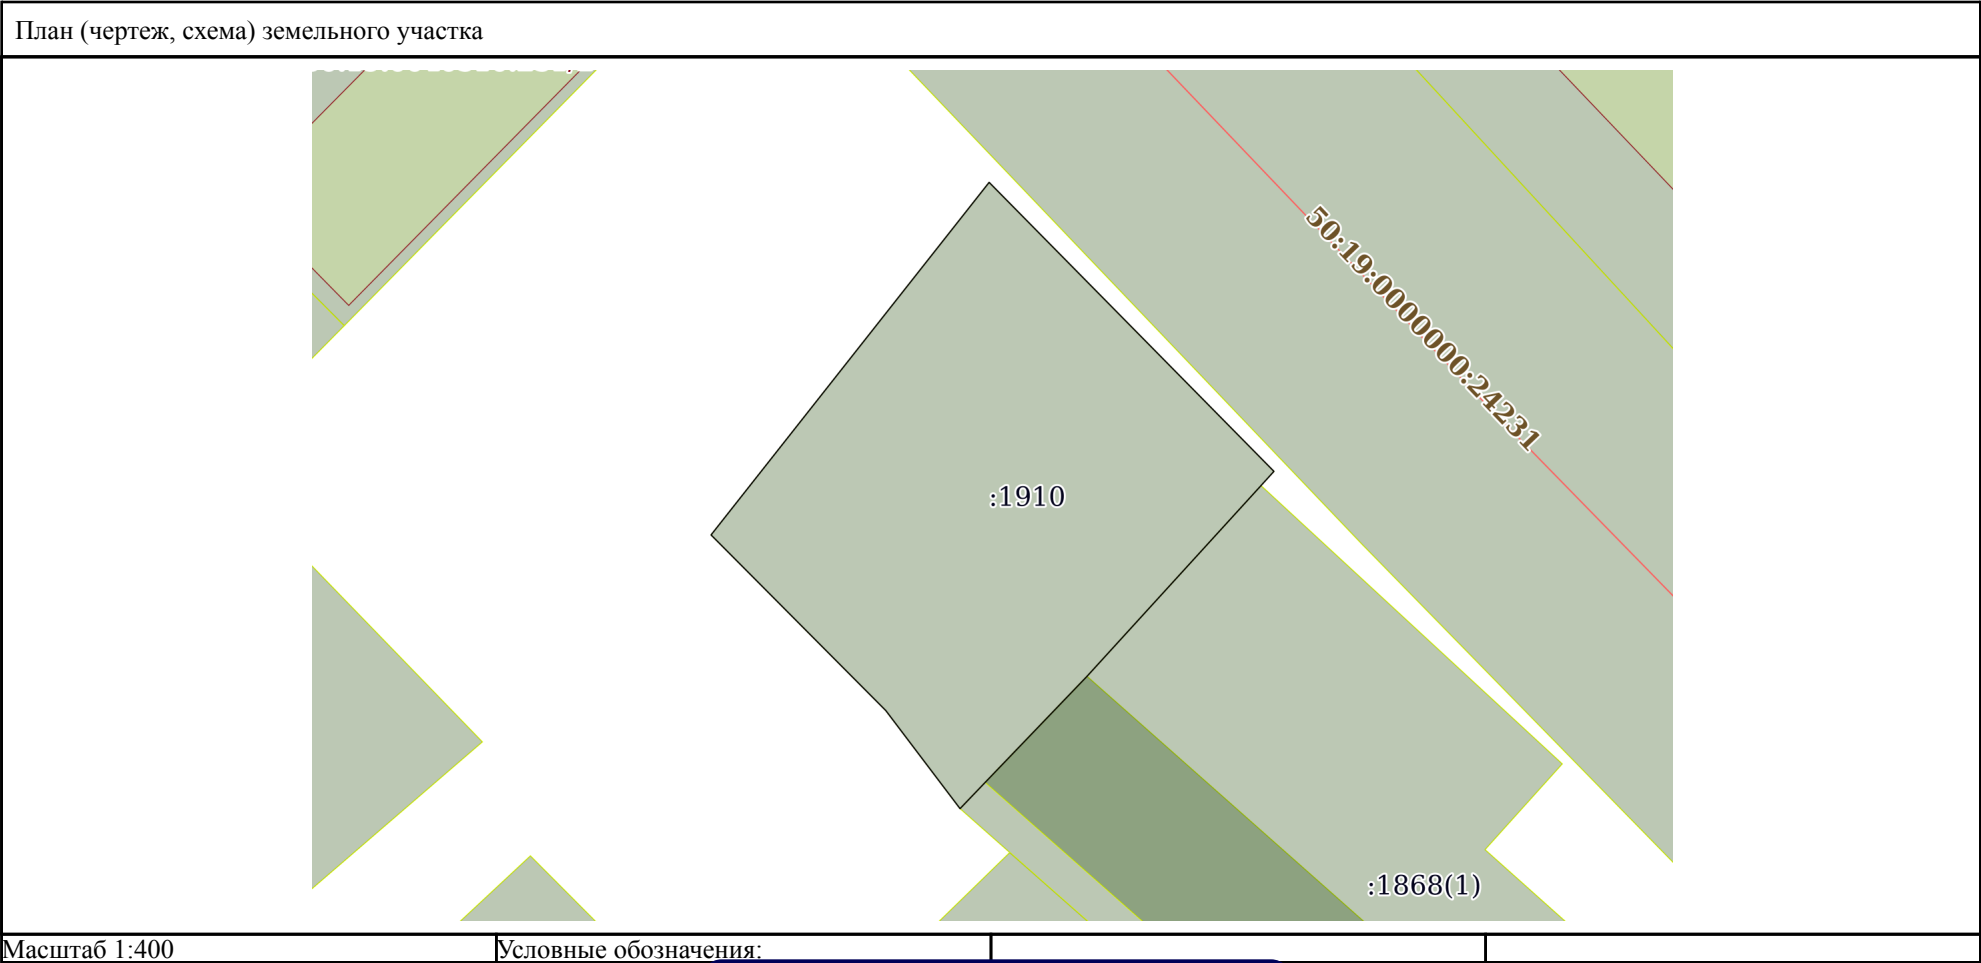 План (чертеж, схема) земельного участка
50:19:0000000:24231
:1910
:1868(1)
Масштаб 1:400
Условные обозначения: